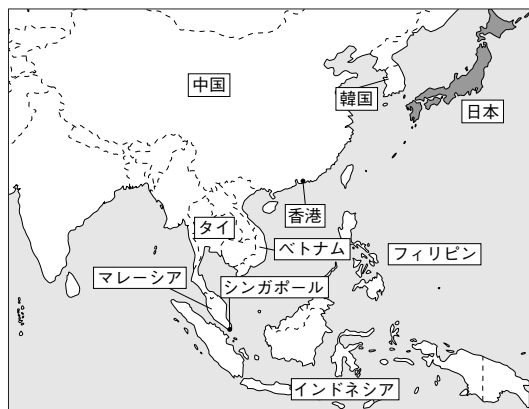 中国
韓国
日本
香港
タイ
ベトナム
フィリピン
マレーシア
シンガポール
インドネシア